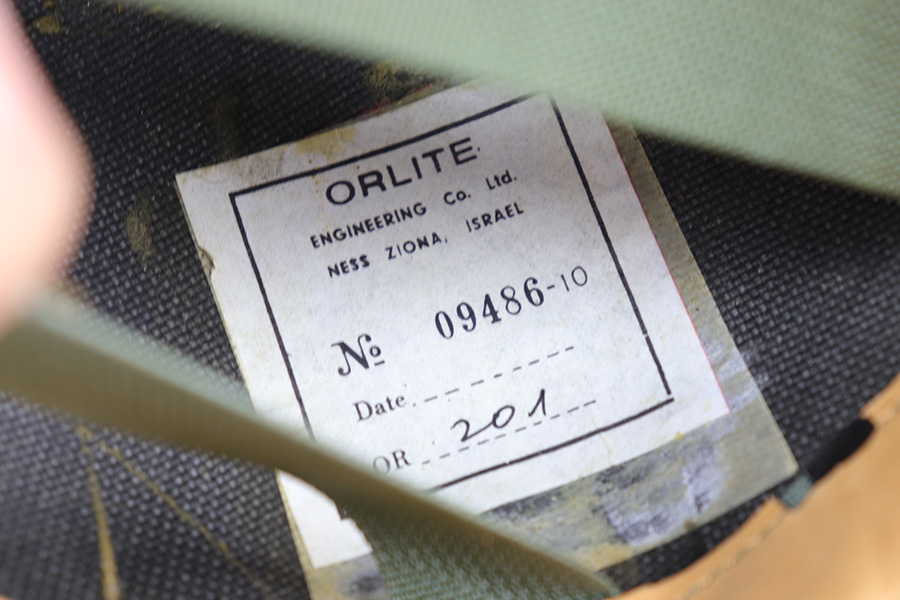 ORLITE
ENGINEERING Co. Ltd.
NESS ZIONA, ISRAEL
No 09486-10
Date
OR 201